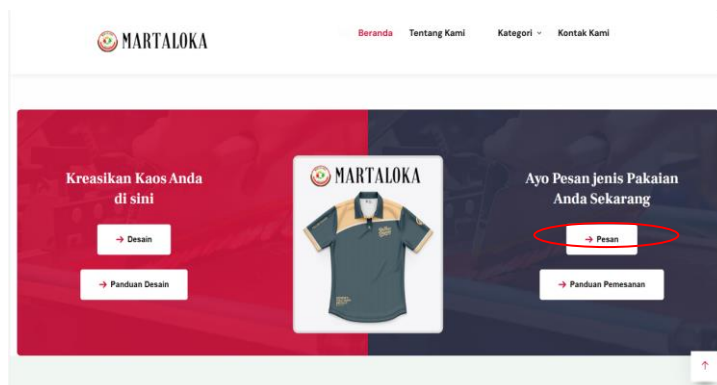 MARTALOKA
Beranda Tentang Kami Kategori Kontak Kami
Kreasikan Kaos Anda
di sini
→ Desain
→ Panduan Desain
MARTALOKA
Ayo Pesan jenis Pakaian
Anda Sekarang
→ Pesan
→ Panduan Pemesanan